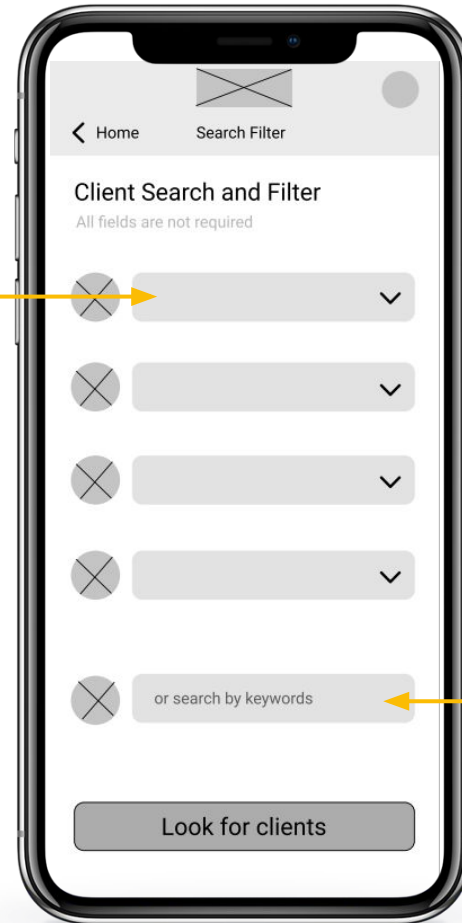 Home
Search Filter
Client Search and Filter
All fields are not required
or search by keywords
Look for clients